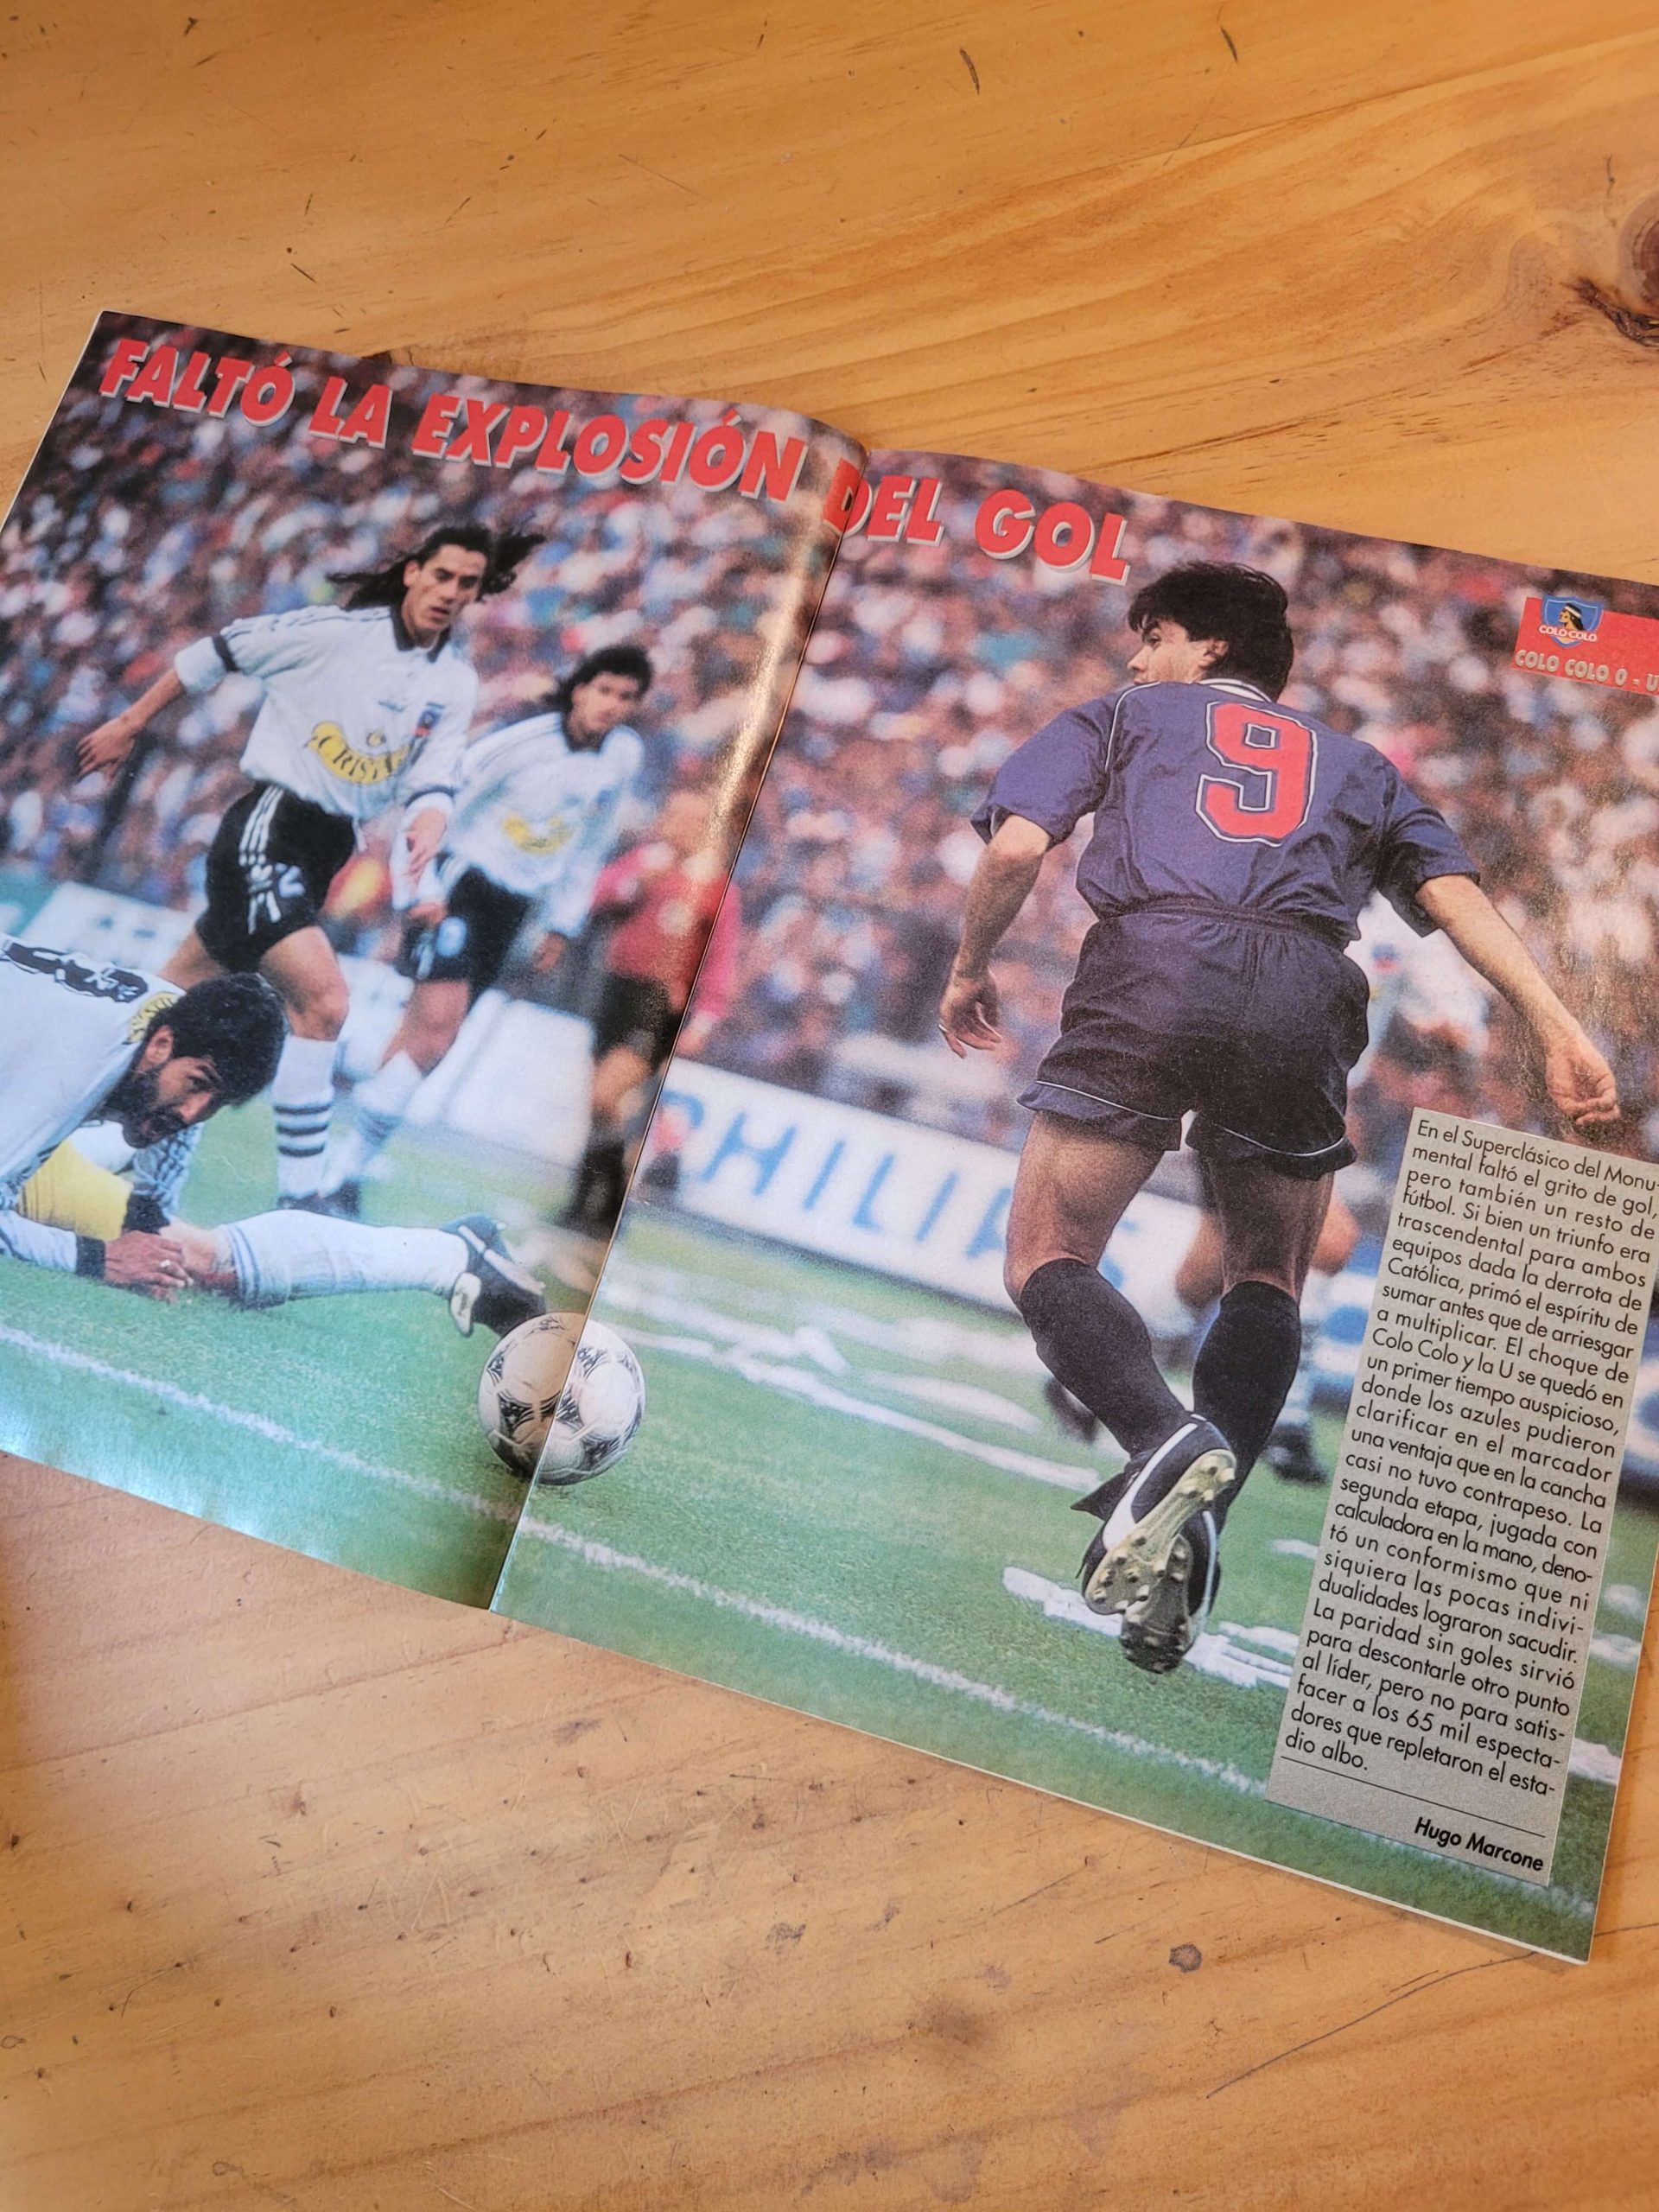 FALTÓ LA EXPLOSIÓN DEL GOL
COLO-COLO
COLO COLO 0 - U
CRISTAL
9
PHILIPS
En el Superclásico del Monu-
mental faltó el grito de gol,
pero también un resto de
fútbol. Si bien un triunfo era
trascendental para ambos
equipos dada la derrota de
Católica, primó el espíritu de
sumar antes que de arriesgar
a multiplicar. El choque de
Colo Colo y la U se quedó en
un primer tiempo auspicioso,
donde los azules pudieron
clarificar en el marcador
una ventaja que en la cancha
casi no tuvo contrapeso. La
segunda etapa, jugada con
calculadora en la mano, deno-
tó un conformismo que ni
siquiera las pocas indivi-
dualidades lograron sacudir.
La paridad sin goles sirvió
para descontarle otro punto
al líder, pero no para satis-
facer a los 65 mil especta-
dores que repletaron el esta-
dio albo.
Hugo Marcone